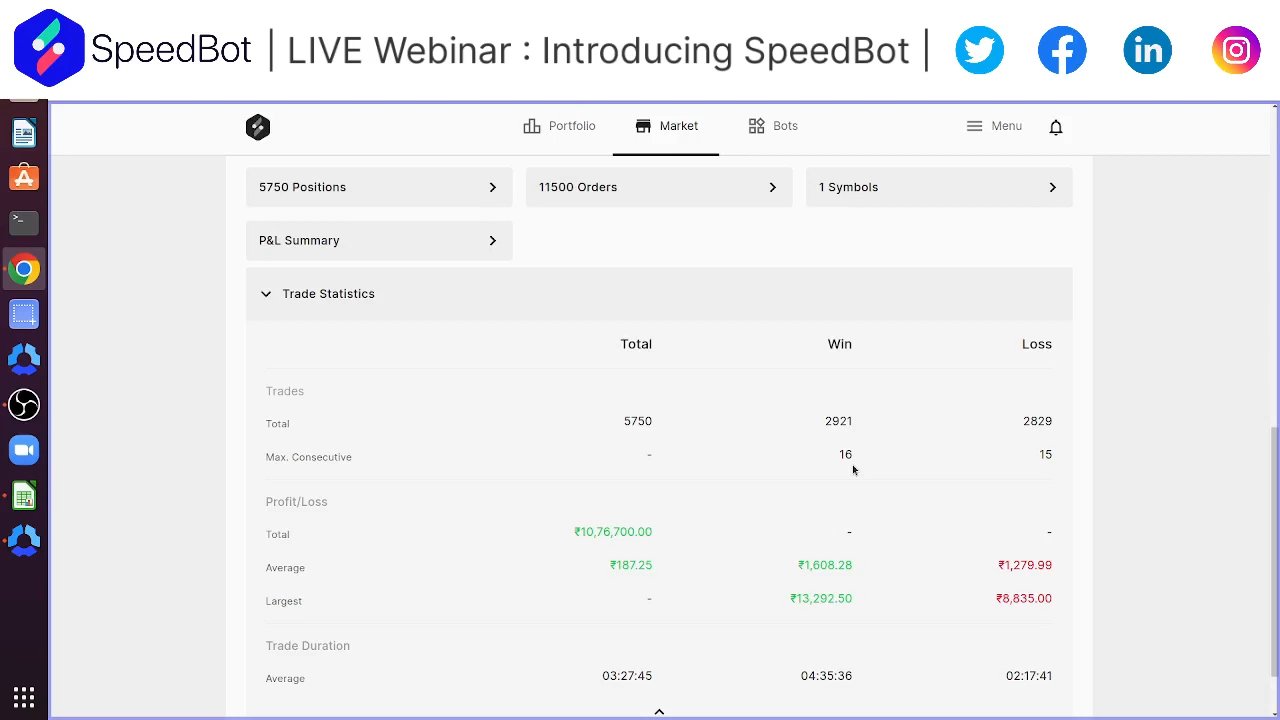 SpeedBot | LIVE Webinar : Introducing SpeedBot |
Portfolio Market Bots Menu
5750 Positions 11500 Orders 1 Symbols
P&L Summary
Trade Statistics
Total Win Loss
Trades
Total 5750 2921 2829
Max. Consecutive - 16 15
Profit/Loss
Total ₹10,76,700.00 - -
Average ₹187.25 ₹1,608.28 ₹1,279.99
Largest - ₹13,292.50 ₹8,835.00
Trade Duration
Average 03:27:45 04:35:36 02:17:41